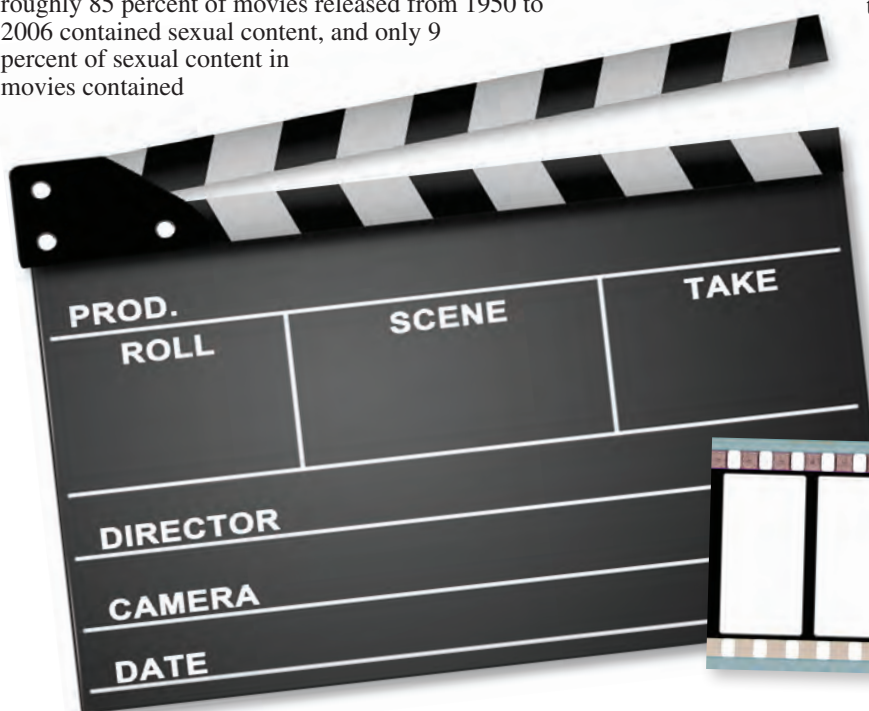 roughly 85 percent of movies released from 1950 to
2006 contained sexual content, and only 9
percent of sexual content in
movies contained
PROD.
ROLL
SCENE
TAKE
DIRECTOR
CAMERA
DATE